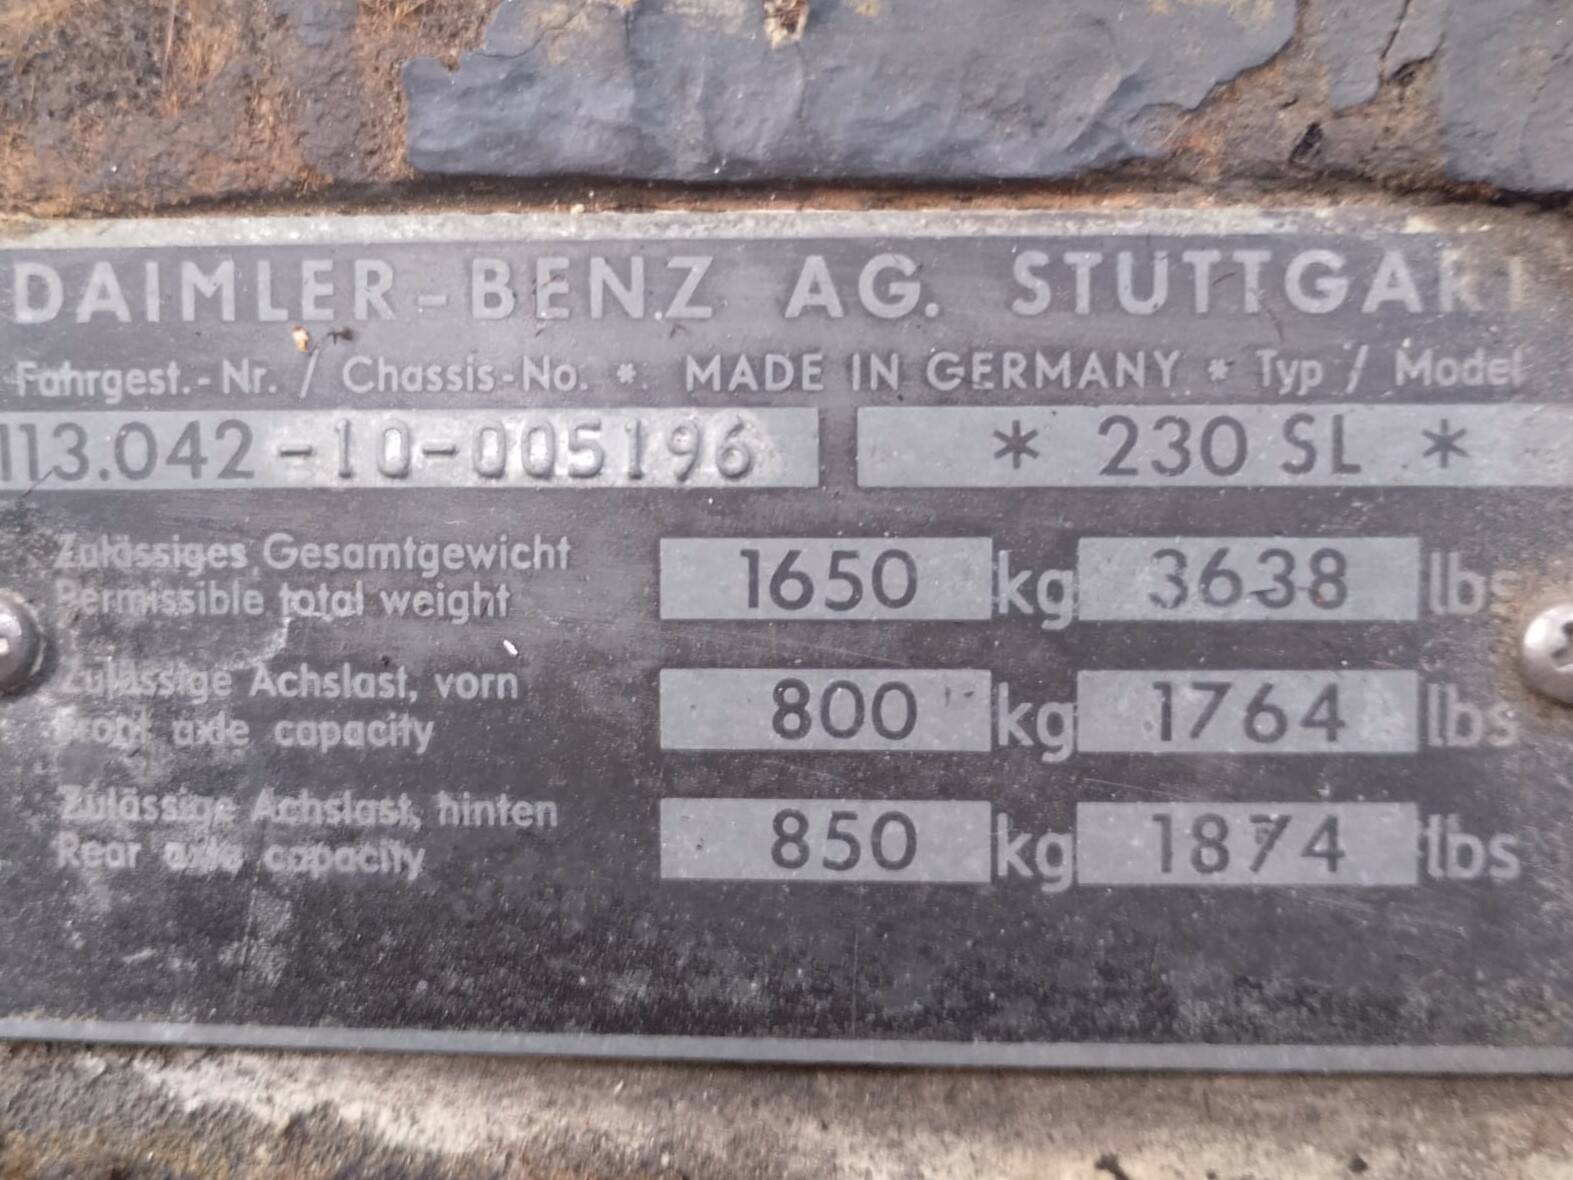 DAIMLER-BENZ AG. STUTTGART
Fahrgest.-Nr. / Chassis-No. * MADE IN GERMANY * Typ / Model
113.042-10-005196 * 230 SL *
Zulässiges Gesamtgewicht
Permissible total weight 1650 kg 3638 lbs
Zulässige Achslast, vorn
Front axle capacity 800 kg 1764 lbs
Zulässige Achslast, hinten
Rear axle capacity 850 kg 1874 lbs